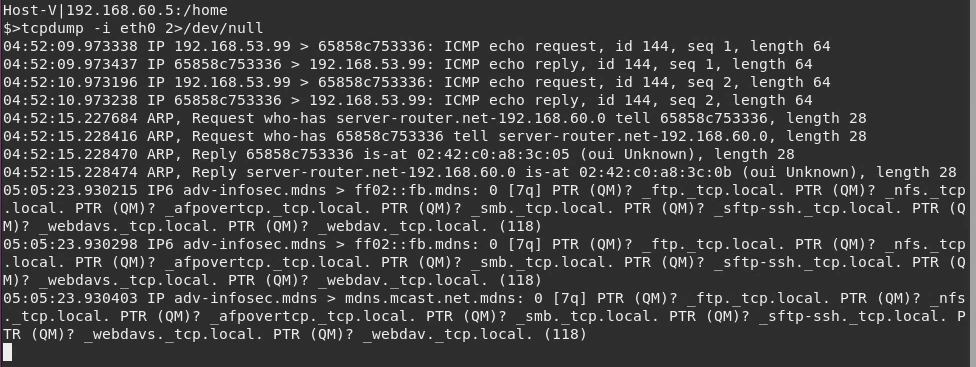 Host-V|192.168.60.5:/home
$>tcpdump -i eth0 2>/dev/null
04:52:09.973338 IP 192.168.53.99 > 65858c753336: ICMP echo request, id 144, seq 1, length 64
04:52:09.973437 IP 65858c753336 > 192.168.53.99: ICMP echo reply, id 144, seq 1, length 64
04:52:10.973196 IP 192.168.53.99 > 65858c753336: ICMP echo request, id 144, seq 2, length 64
04:52:10.973238 IP 65858c753336 > 192.168.53.99: ICMP echo reply, id 144, seq 2, length 64
04:52:15.227684 ARP, Request who-has server-router.net-192.168.60.0 tell 65858c753336, length 28
04:52:15.228416 ARP, Request who-has 65858c753336 tell server-router.net-192.168.60.0, length 28
04:52:15.228470 ARP, Reply 65858c753336 is-at 02:42:c0:a8:3c:05 (oui Unknown), length 28
04:52:15.228474 ARP, Reply server-router.net-192.168.60.0 is-at 02:42:c0:a8:3c:0b (oui Unknown), length 28
05:05:23.930215 IP6 adv-infosec.mdns > ff02::fb.mdns: 0 [7q] PTR (QM)? _ftp._tcp.local. PTR (QM)? _nfs._tcp
.local. PTR (QM)? _afpovertcp._tcp.local. PTR (QM)? _smb._tcp.local. PTR (QM)? _sftp-ssh._tcp.local. PTR (Q
M)? _webdavs._tcp.local. PTR (QM)? _webdav._tcp.local. (118)
05:05:23.930298 IP6 adv-infosec.mdns > ff02::fb.mdns: 0 [7q] PTR (QM)? _ftp._tcp.local. PTR (QM)? _nfs._tcp
.local. PTR (QM)? _afpovertcp._tcp.local. PTR (QM)? _smb._tcp.local. PTR (QM)? _sftp-ssh._tcp.local. PTR (Q
M)? _webdavs._tcp.local. PTR (QM)? _webdav._tcp.local. (118)
05:05:23.930403 IP adv-infosec.mdns > mdns.mcast.net.mdns: 0 [7q] PTR (QM)? _ftp._tcp.local. PTR (QM)? _nfs
._tcp.local. PTR (QM)? _afpovertcp._tcp.local. PTR (QM)? _smb._tcp.local. PTR (QM)? _sftp-ssh._tcp.local. P
TR (QM)? _webdavs._tcp.local. PTR (QM)? _webdav._tcp.local. (118)